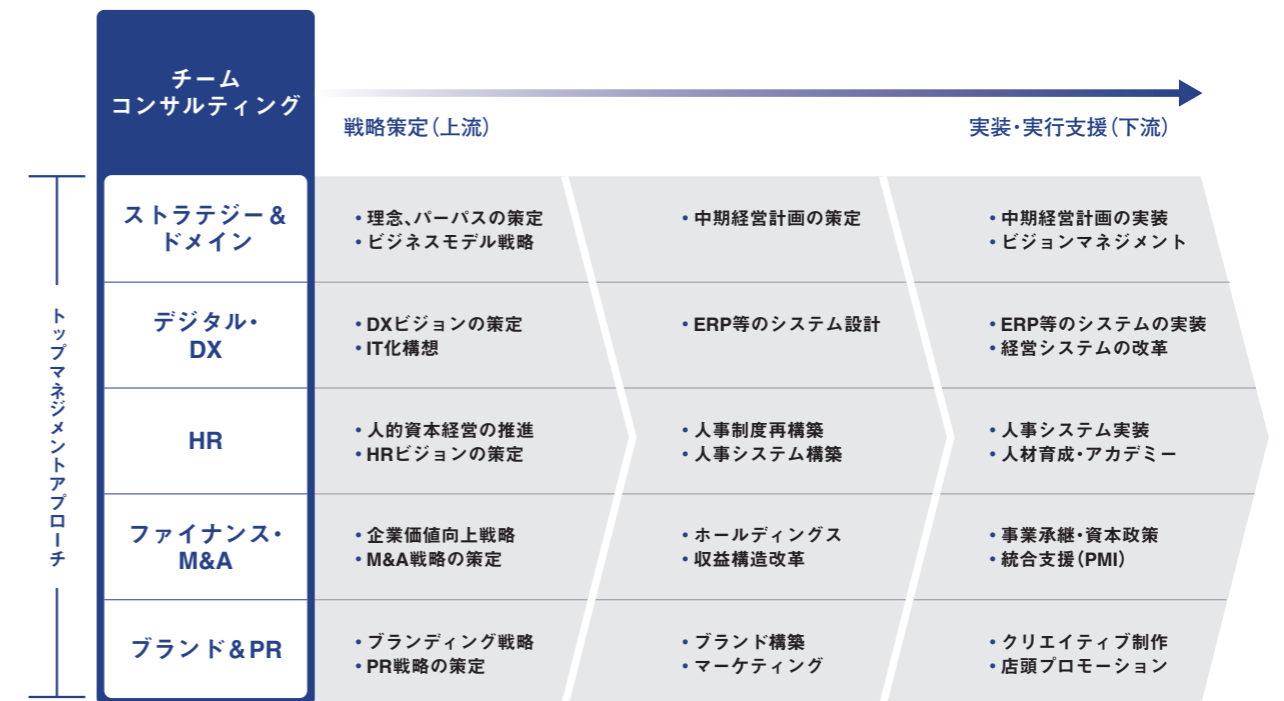 チーム
コンサルティング
戦略策定（上流）
実装・実行支援（下流）
トップマネジメントアプローチ
ストラテジー＆
ドメイン
・理念、パーパスの策定
・ビジネスモデル戦略
・中期経営計画の策定
・中期経営計画の実装
・ビジョンマネジメント
デジタル・
DX
・DXビジョンの策定
・IT化構想
・ERP等のシステム設計
・ERP等のシステムの実装
・経営システムの改革
HR
・人的資本経営の推進
・HRビジョンの策定
・人事制度再構築
・人事システム構築
・人事システム実装
・人材育成・アカデミー
ファイナンス・
M&A
・企業価値向上戦略
・M&A戦略の策定
・ホールディングス
・収益構造改革
・事業承継・資本政策
・統合支援（PMI）
ブランド＆PR
・ブランディング戦略
・PR戦略の策定
・ブランド構築
・マーケティング
・クリエイティブ制作
・店頭プロモーション